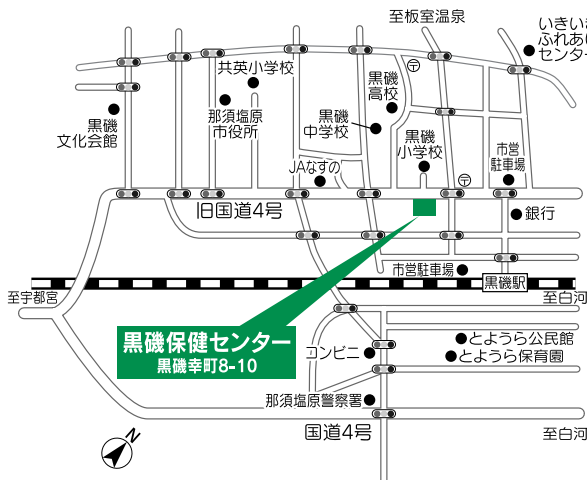 至板室温泉
いきいき
ふれあい
センター
共英小学校
黒磯
高校
那須塩原
市役所
黒磯
中学校
黒磯
文化会館
黒磯
小学校
市営
駐車場
JAなすの
旧国道4号
銀行
市営駐車場
黒磯駅
至宇都宮
至白河
黒磯保健センター
黒磯幸町8-10
コンビニ
とようら公民館
とようら保育園
那須塩原警察署
国道4号
至白河
N